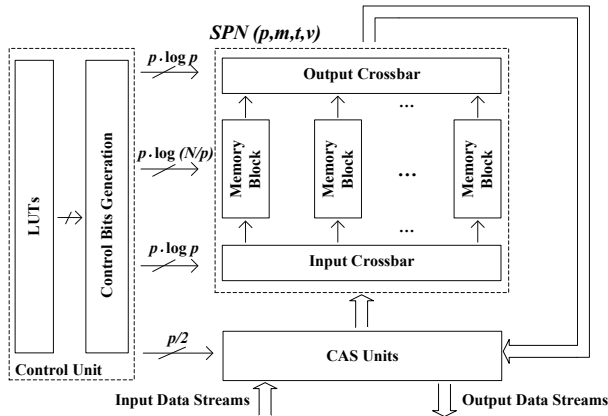 SPN (p,m,t,v)
p · log p
Output Crossbar
...
LUTs
Control Bits Generation
p · log (N/p)
Memory Block
Memory Block
...
Memory Block
...
p · log p
Input Crossbar
p/2
CAS Units
Control Unit
Input Data Streams
Output Data Streams